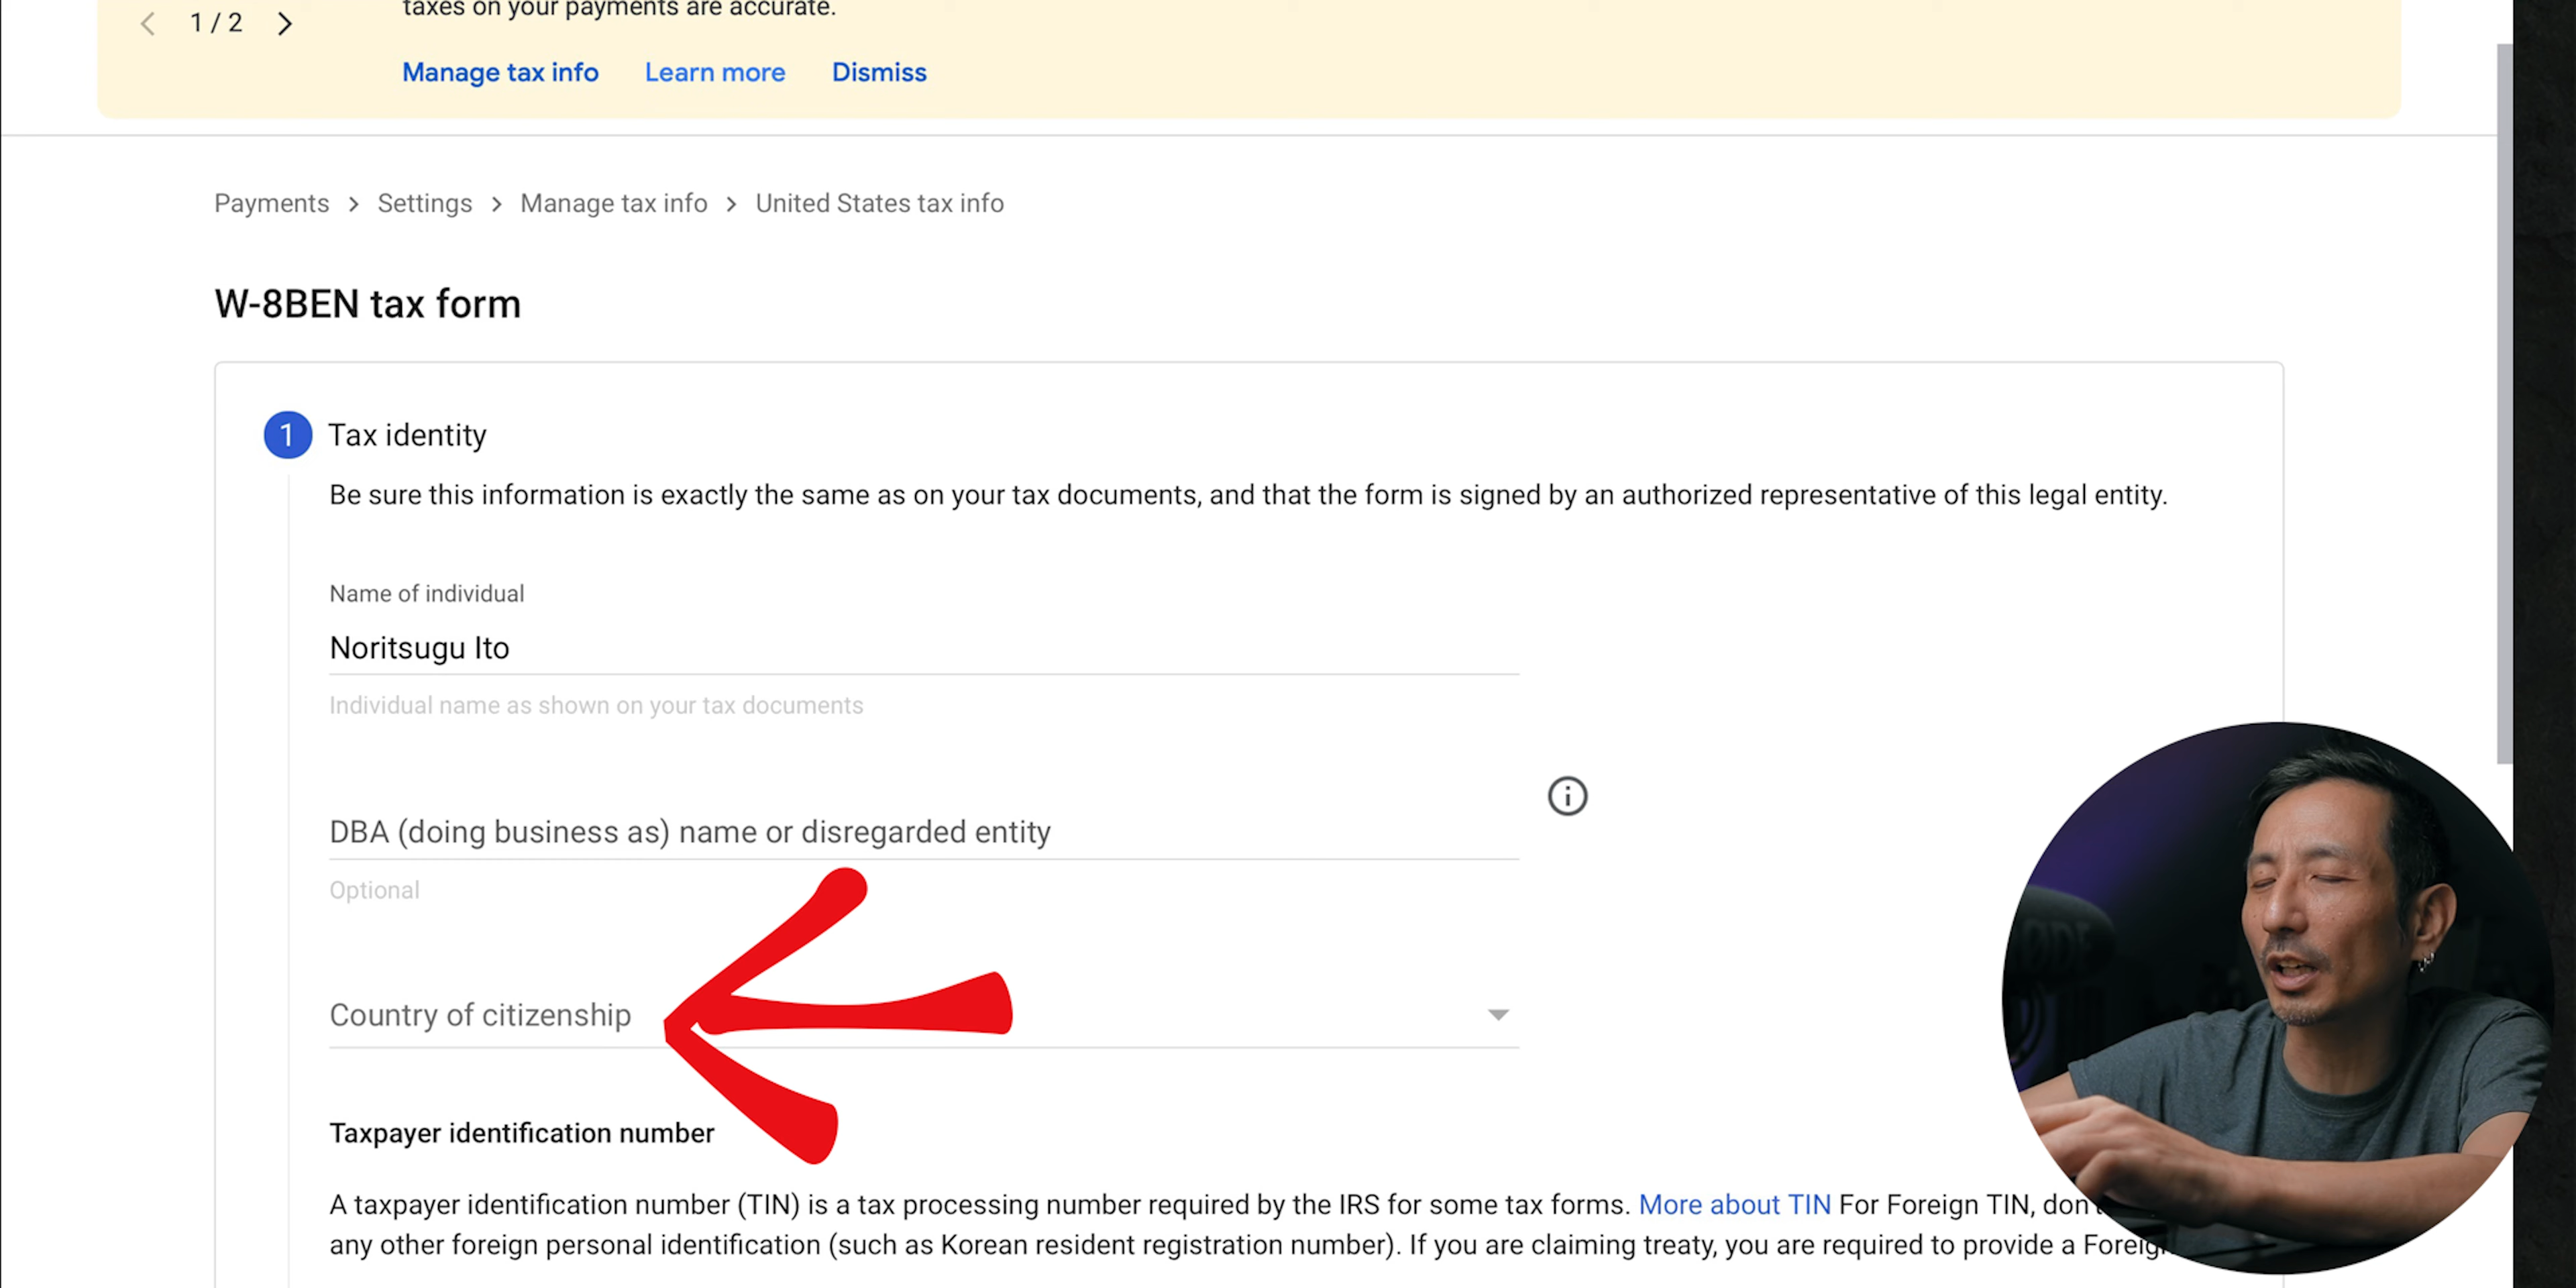 taxes on your payments are accurate.
1 / 2
Manage tax info Learn more Dismiss
Payments > Settings > Manage tax info > United States tax info
W-8BEN tax form
1 Tax identity
Be sure this information is exactly the same as on your tax documents, and that the form is signed by an authorized representative of this legal entity.
Name of individual
Noritsugu Ito
Individual name as shown on your tax documents
DBA (doing business as) name or disregarded entity
Optional
Country of citizenship
Taxpayer identification number
A taxpayer identification number (TIN) is a tax processing number required by the IRS for some tax forms. More about TIN For Foreign TIN,
any other foreign personal identification (such as Korean resident registration number). If you are claiming treaty, you are required to provide a